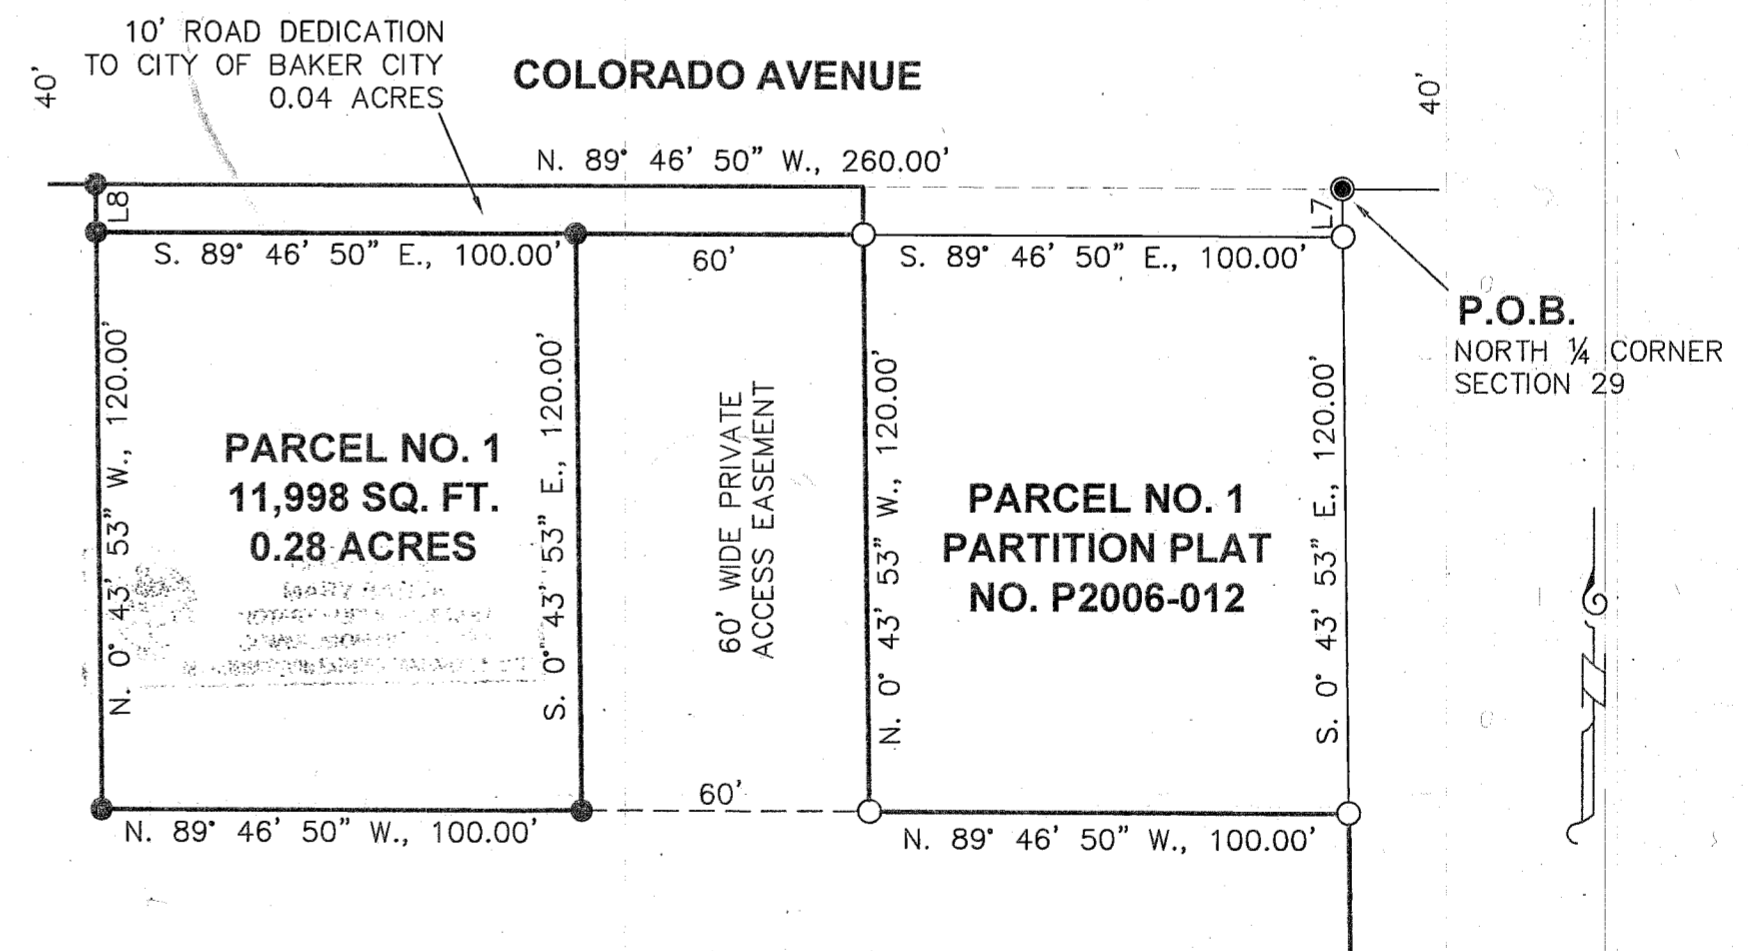 10' ROAD DEDICATION
TO CITY OF BAKER CITY
0.04 ACRES
40'
COLORADO AVENUE
40'
N. 89° 46' 50" W., 260.00'
L8
L7
S. 89° 46' 50" E., 100.00'
60'
S. 89° 46' 50" E., 100.00'
P.O.B.
NORTH ¼ CORNER
SECTION 29
N. 0° 43' 53" W., 120.00'
PARCEL NO. 1
11,998 SQ. FT.
0.28 ACRES
S. 0° 43' 53" E., 120.00'
60' WIDE PRIVATE
ACCESS EASEMENT
N. 0° 43' 53" W., 120.00'
PARCEL NO. 1
PARTITION PLAT
NO. P2006-012
S. 0° 43' 53" E., 120.00'
N
60'
N. 89° 46' 50" W., 100.00'
N. 89° 46' 50" W., 100.00'